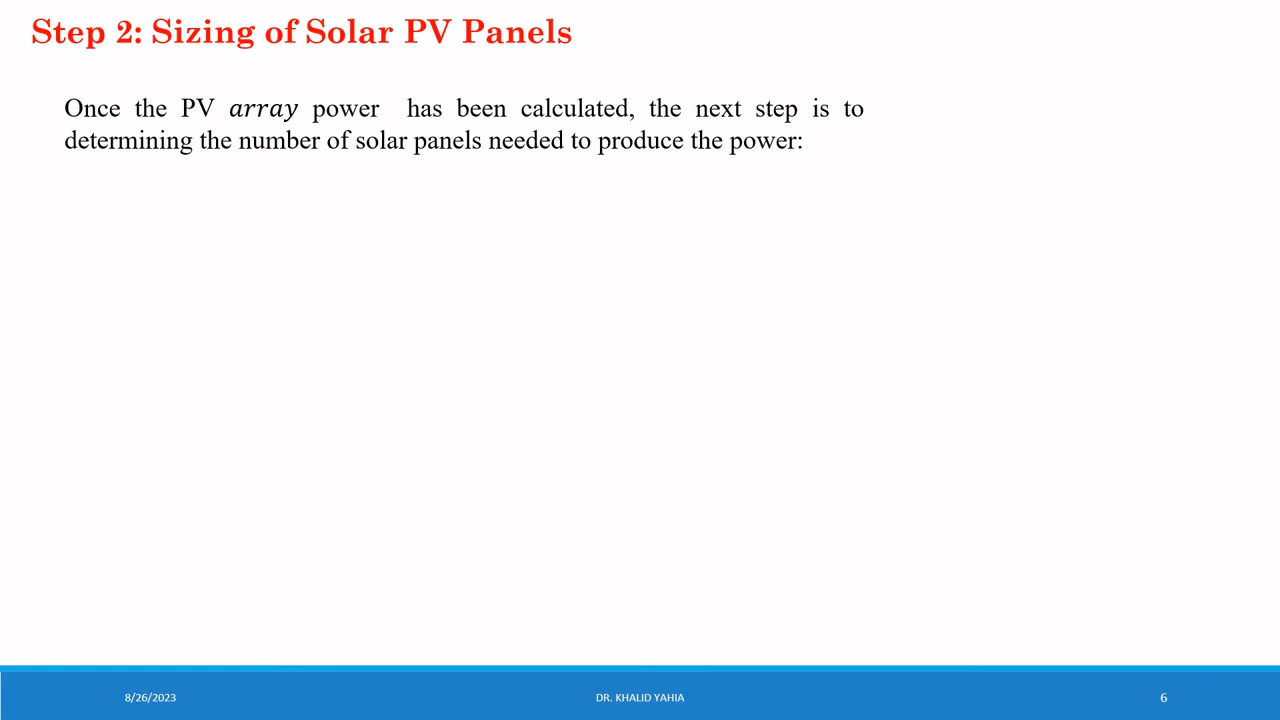 Step 2: Sizing of Solar PV Panels
Once the PV array power has been calculated, the next step is to
determining the number of solar panels needed to produce the power:
8/26/2023
DR. KHALID YAHIA
6